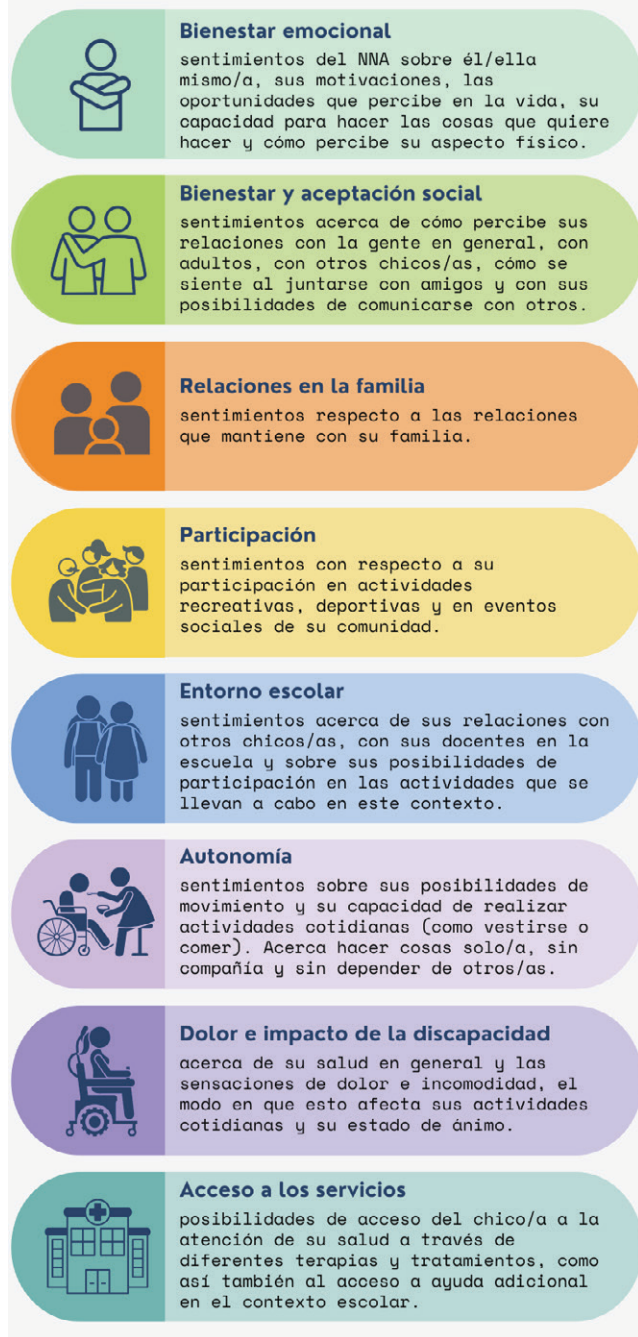 Bienestar emocional
sentimientos del NNA sobre él/ella
mismo/a, sus motivaciones, las
oportunidades que percibe en la vida, su
capacidad para hacer las cosas que quiere
hacer y cómo percibe su aspecto físico.
Bienestar y aceptación social
sentimientos acerca de cómo percibe sus
relaciones con la gente en general, con
adultos, con otros chicos/as, cómo se
siente al juntarse con amigos y con sus
posibilidades de comunicarse con otros.
Relaciones en la familia
sentimientos respecto a las relaciones
que mantiene con su familia.
Participación
sentimientos con respecto a su
participación en actividades
recreativas, deportivas y en eventos
sociales de su comunidad.
Entorno escolar
sentimientos acerca de sus relaciones con
otros chicos/as, con sus docentes en la
escuela y sobre sus posibilidades de
participación en las actividades que se
llevan a cabo en este contexto.
Autonomía
sentimientos sobre sus posibilidades de
movimiento y su capacidad de realizar
actividades cotidianas (como vestirse o
comer). Acerca hacer cosas solo/a, sin
compañía y sin depender de otros/as.
Dolor e impacto de la discapacidad
acerca de su salud en general y las
sensaciones de dolor e incomodidad, el
modo en que esto afecta sus actividades
cotidianas y su estado de ánimo.
Acceso a los servicios
posibilidades de acceso del chico/a a la
atención de su salud a través de
diferentes terapias y tratamientos, como
así también al acceso a ayuda adicional
en el contexto escolar.